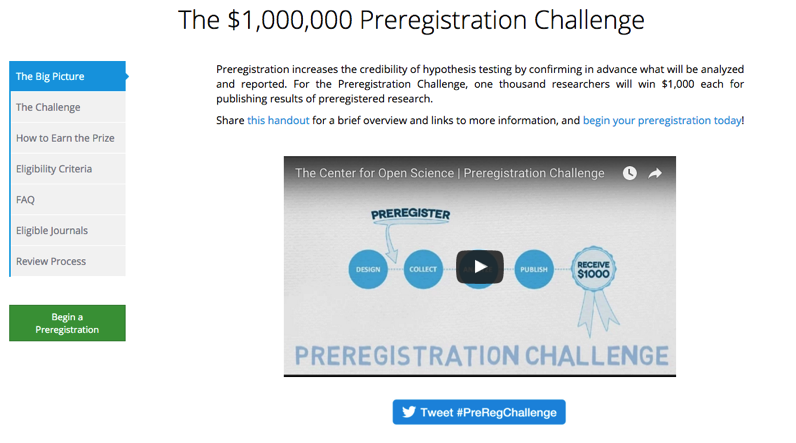 The $1,000,000 Preregistration Challenge
The Big Picture
The Challenge
How to Earn the Prize
Eligibility Criteria
FAQ
Eligible Journals
Review Process
Begin a
Preregistration
Preregistration increases the credibility of hypothesis testing by confirming in advance what will be analyzed
and reported. For the Preregistration Challenge, one thousand researchers will win $1,000 each for
publishing results of preregistered research.
Share this handout for a brief overview and links to more information, and begin your preregistration today!
The Center for Open Science | Preregistration Challenge
PREREGISTER
DESIGN
COLLECT
PUBLISH
RECEIVE
$1000
PREREGISTRATION CHALLENGE
Tweet #PreRegChallenge